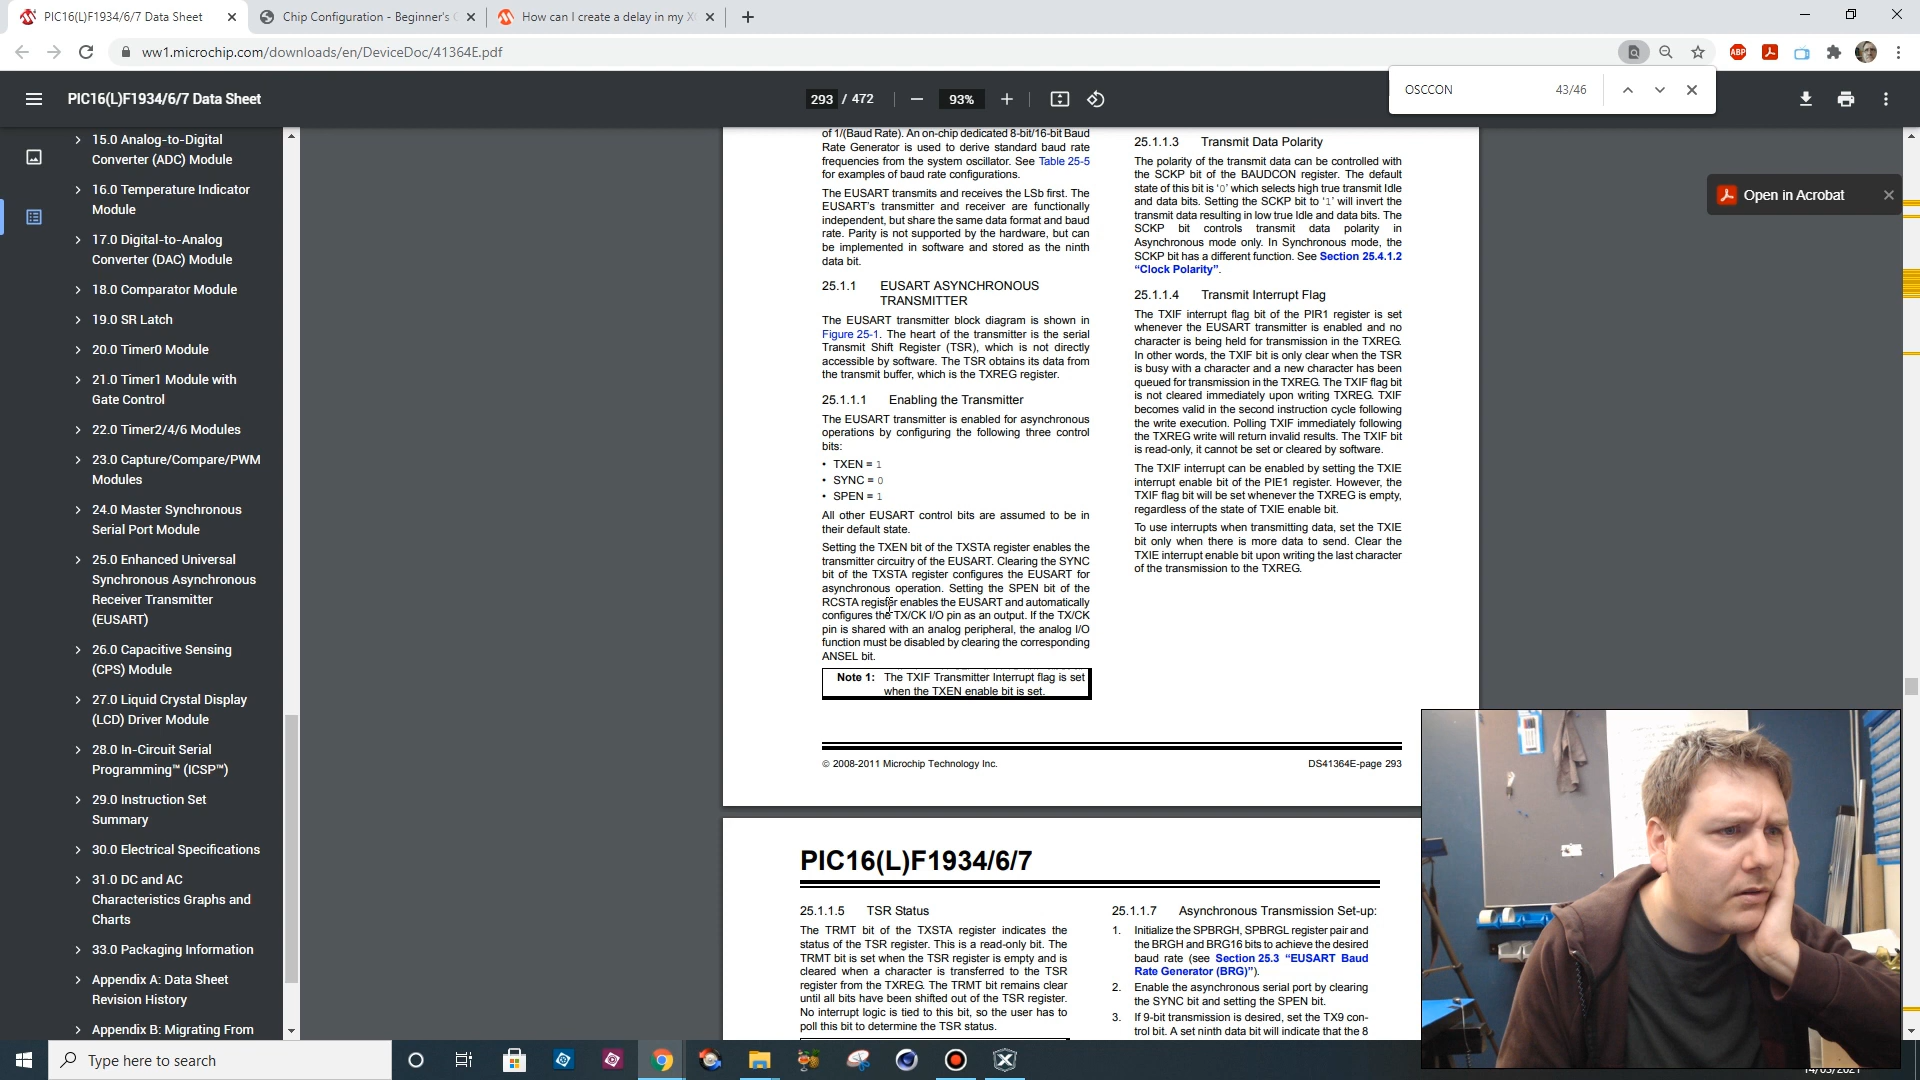 PIC16(L)F1934/6/7 Data Sheet
Chip Configuration - Beginner's
How can I create a delay in my
ww1.microchip.com/downloads/en/DeviceDoc/41364E.pdf
ABP
PIC16(L)F1934/6/7 Data Sheet
293 / 472
93%
OSCCON
43/46
Open in Acrobat
15.0 Analog-to-Digital
Converter (ADC) Module
16.0 Temperature Indicator
Module
17.0 Digital-to-Analog
Converter (DAC) Module
18.0 Comparator Module
19.0 SR Latch
20.0 Timer0 Module
21.0 Timer1 Module with
Gate Control
22.0 Timer2/4/6 Modules
23.0 Capture/Compare/PWM
Modules
24.0 Master Synchronous
Serial Port Module
25.0 Enhanced Universal
Synchronous Asynchronous
Receiver Transmitter
(EUSART)
26.0 Capacitive Sensing
(CPS) Module
27.0 Liquid Crystal Display
(LCD) Driver Module
28.0 In-Circuit Serial
Programming™ (ICSP™)
29.0 Instruction Set
Summary
30.0 Electrical Specifications
31.0 DC and AC
Characteristics Graphs and
Charts
33.0 Packaging Information
Appendix A: Data Sheet
Revision History
Appendix B: Migrating From
of 1/(Baud Rate). An on-chip dedicated 8-bit/16-bit Baud
Rate Generator is used to derive standard baud rate
frequencies from the system oscillator. See Table 25-5
for examples of baud rate configurations.
The EUSART transmits and receives the LSb first. The
EUSART's transmitter and receiver are functionally
independent, but share the same data format and baud
rate. Parity is not supported by the hardware, but can
be implemented in software and stored as the ninth
data bit.
25.1.1 EUSART ASYNCHRONOUS
TRANSMITTER
The EUSART transmitter block diagram is shown in
Figure 25-1. The heart of the transmitter is the serial
Transmit Shift Register (TSR), which is not directly
accessible by software. The TSR obtains its data from
the transmit buffer, which is the TXREG register.
25.1.1.1 Enabling the Transmitter
The EUSART transmitter is enabled for asynchronous
operations by configuring the following three control
bits:
• TXEN = 1
• SYNC = 0
• SPEN = 1
All other EUSART control bits are assumed to be in
their default state.
Setting the TXEN bit of the TXSTA register enables the
transmitter circuitry of the EUSART. Clearing the SYNC
bit of the TXSTA register configures the EUSART for
asynchronous operation. Setting the SPEN bit of the
RCSTA register enables the EUSART and automatically
configures the TX/CK I/O pin as an output. If the TX/CK
pin is shared with an analog peripheral, the analog I/O
function must be disabled by clearing the corresponding
ANSEL bit.
Note 1: The TXIF Transmitter Interrupt flag is set
when the TXEN enable bit is set.
25.1.1.3 Transmit Data Polarity
The polarity of the transmit data can be controlled with
the SCKP bit of the BAUDCON register. The default
state of this bit is '0' which selects high true transmit Idle
and data bits. Setting the SCKP bit to '1' will invert the
transmit data resulting in low true Idle and data bits. The
SCKP bit controls transmit data polarity in
Asynchronous mode only. In Synchronous mode, the
SCKP bit has a different function. See Section 25.4.1.2
“Clock Polarity”.
25.1.1.4 Transmit Interrupt Flag
The TXIF interrupt flag bit of the PIR1 register is set
whenever the EUSART transmitter is enabled and no
character is being held for transmission in the TXREG.
In other words, the TXIF bit is only clear when the TSR
is busy with a character and a new character has been
queued for transmission in the TXREG. The TXIF flag bit
is not cleared immediately upon writing TXREG. TXIF
becomes valid in the second instruction cycle following
the write execution. Polling TXIF immediately following
the TXREG write will return invalid results. The TXIF bit
is read-only, it cannot be set or cleared by software.
The TXIF interrupt can be enabled by setting the TXIE
interrupt enable bit of the PIE1 register. However, the
TXIF flag bit will be set whenever the TXREG is empty,
regardless of the state of TXIE enable bit.
To use interrupts when transmitting data, set the TXIE
bit only when there is more data to send. Clear the
TXIE interrupt enable bit upon writing the last character
of the transmission to the TXREG.
© 2008-2011 Microchip Technology Inc.
DS41364E-page 293
PIC16(L)F1934/6/7
25.1.1.5 TSR Status
The TRMT bit of the TXSTA register indicates the
status of the TSR register. This is a read-only bit. The
TRMT bit is set when the TSR register is empty and is
cleared when a character is transferred to the TSR
register from the TXREG. The TRMT bit remains clear
until all bits have been shifted out of the TSR register.
No interrupt logic is tied to this bit, so the user has to
poll this bit to determine the TSR status.
25.1.1.7 Asynchronous Transmission Set-up:
1. Initialize the SPBRGH, SPBRGL register pair and
the BRGH and BRG16 bits to achieve the desired
baud rate (see Section 25.3 “EUSART Baud
Rate Generator (BRG)”).
2. Enable the asynchronous serial port by clearing
the SYNC bit and setting the SPEN bit.
3. If 9-bit transmission is desired, set the TX9 con-
trol bit. A set ninth data bit will indicate that the 8
Type here to search